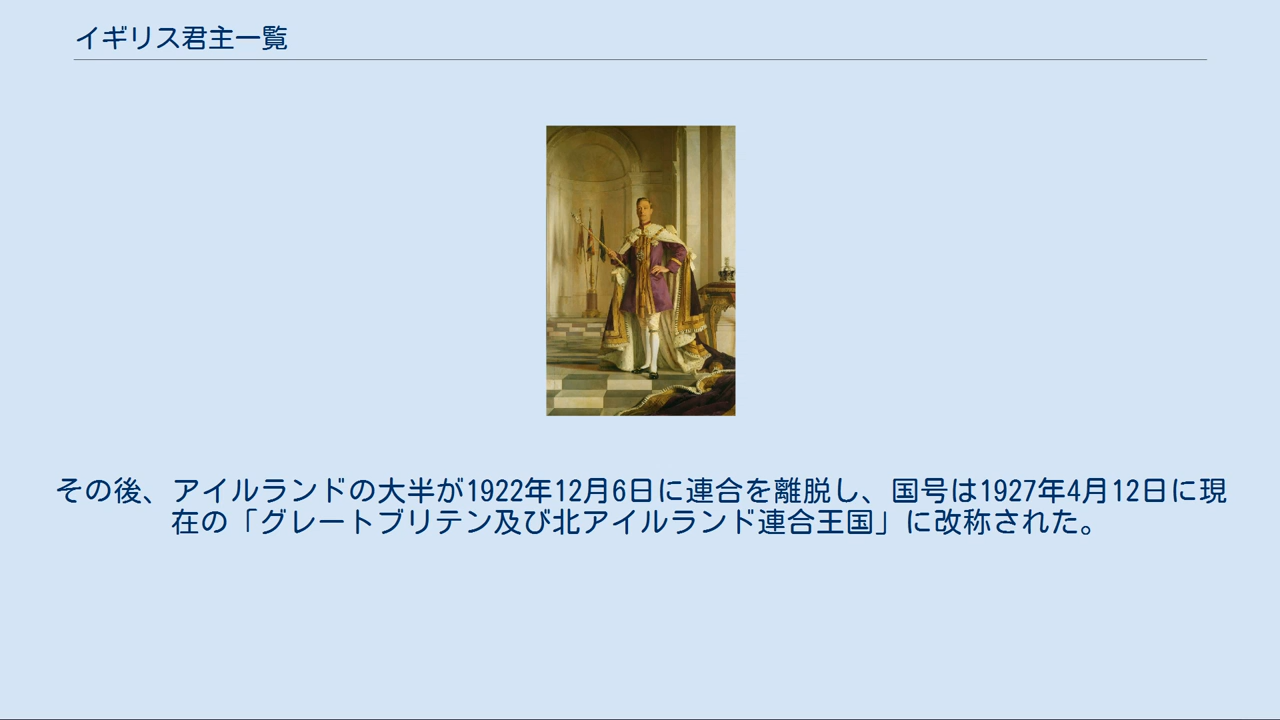 イギリス君主一覧
その後、アイルランドの大半が1922年12月6日に連合を離脱し、国号は1927年4月12日に現
在の「グレートブリテン及び北アイルランド連合王国」に改称された。